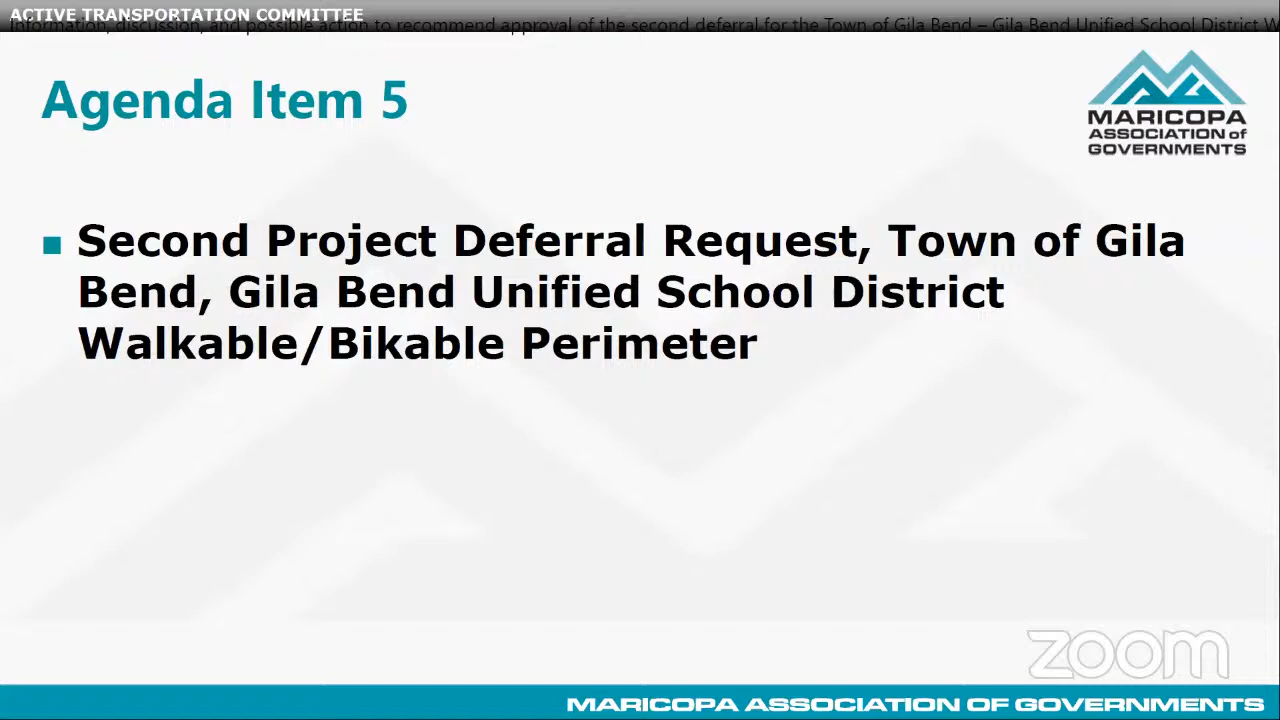 ACTIVE TRANSPORTATION COMMITTEE
Information, discussion, and possible action to recommend approval of the second deferral for the Town of Gila Bend – Gila Bend Unified School District W
Agenda Item 5
MARICOPA
ASSOCIATION of
GOVERNMENTS
Second Project Deferral Request, Town of Gila
Bend, Gila Bend Unified School District
Walkable/Bikable Perimeter
zoom
MARICOPA ASSOCIATION OF GOVERNMENTS